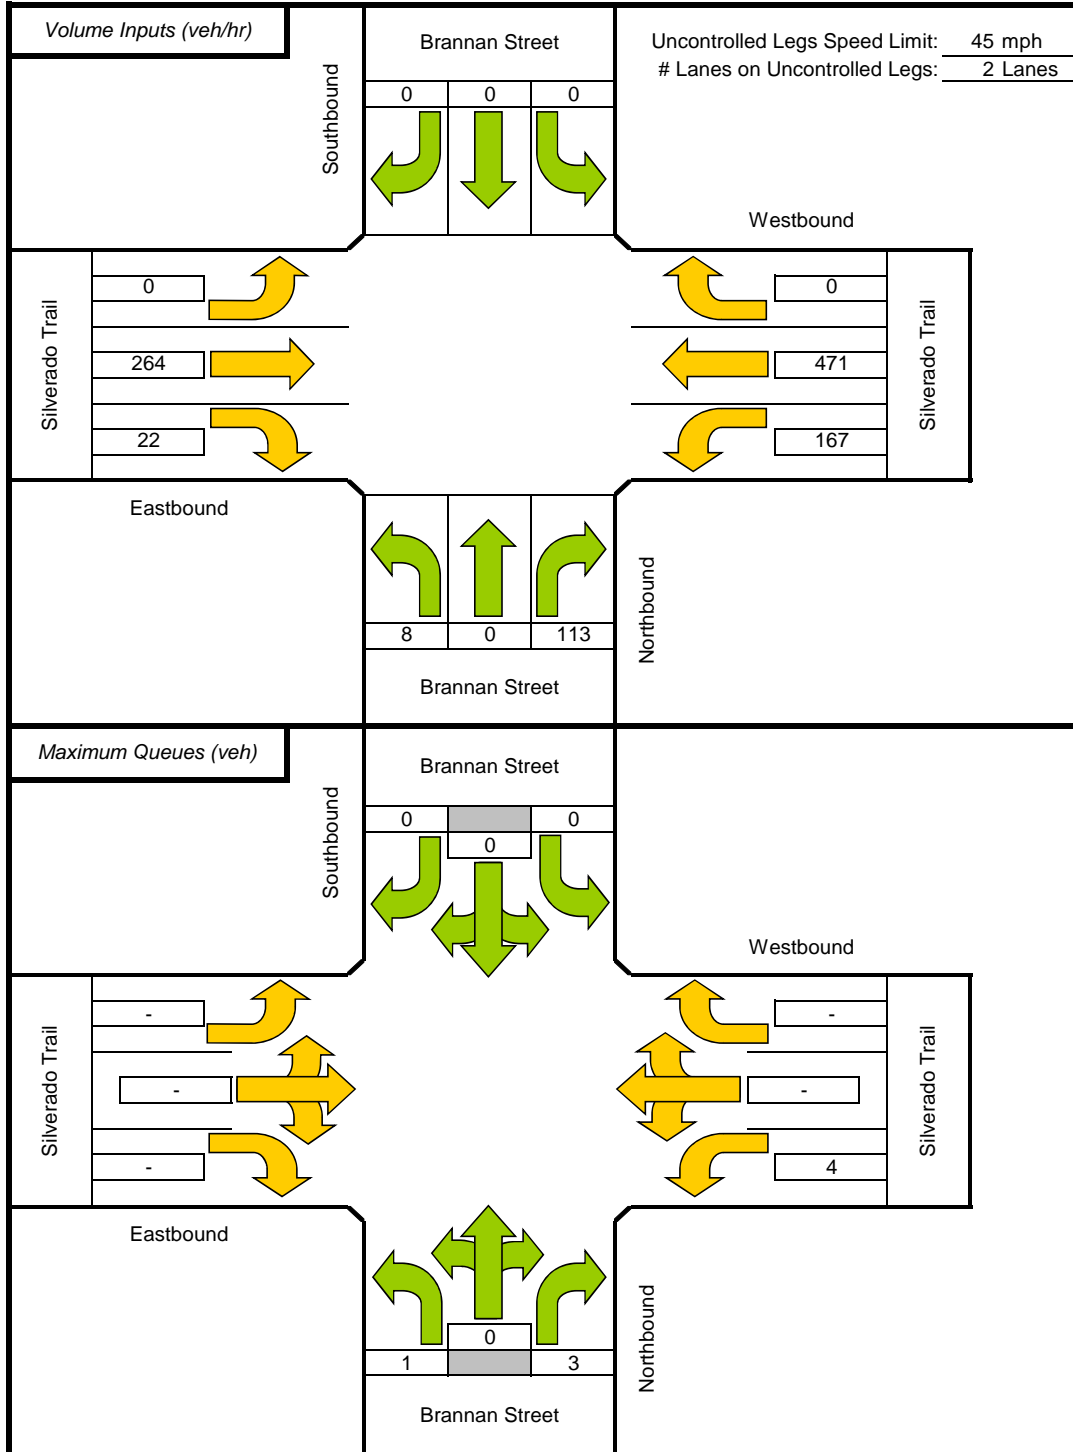 Volume Inputs (veh/hr)
Brannan Street
Uncontrolled Legs Speed Limit: 45 mph
# Lanes on Uncontrolled Legs: 2 Lanes
Southbound
0 0 0
Westbound
Silverado Trail
0
264
22
0
471
167
Silverado Trail
Eastbound
Northbound
8 0 113
Brannan Street
Maximum Queues (veh)
Brannan Street
Southbound
0 0
0
Westbound
Silverado Trail
-
-
-
-
-
4
Silverado Trail
Eastbound
Northbound
0
1 3
Brannan Street